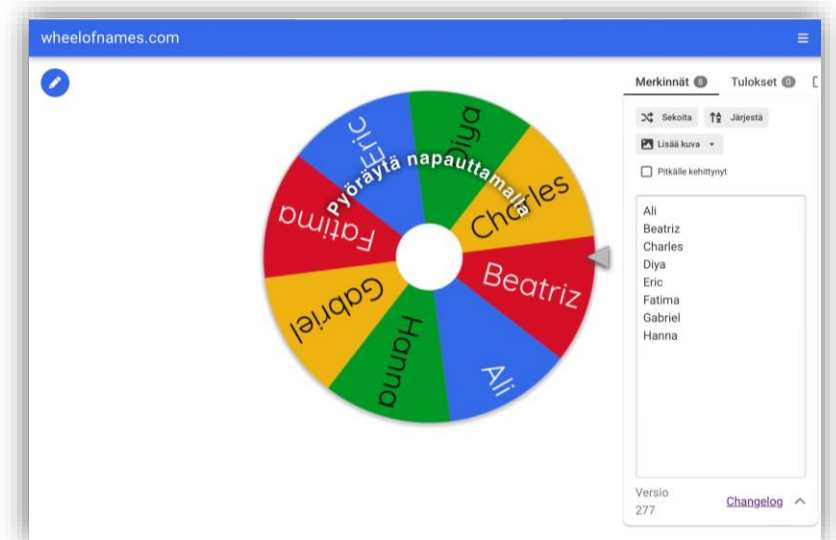 wheelofnames.com
Merkinnät 8 Tulokset 0
Sekoita Järjestä
Lisää kuva
Pitkälle kehittynyt
Ali
Beatriz
Charles
Diya
Eric
Fatima
Gabriel
Hanna
Versio
277
Changelog
Pyöräytä napauttamalla
Eric
Diya
Charles
Beatriz
Ali
Hanna
Gabriel
Fatima